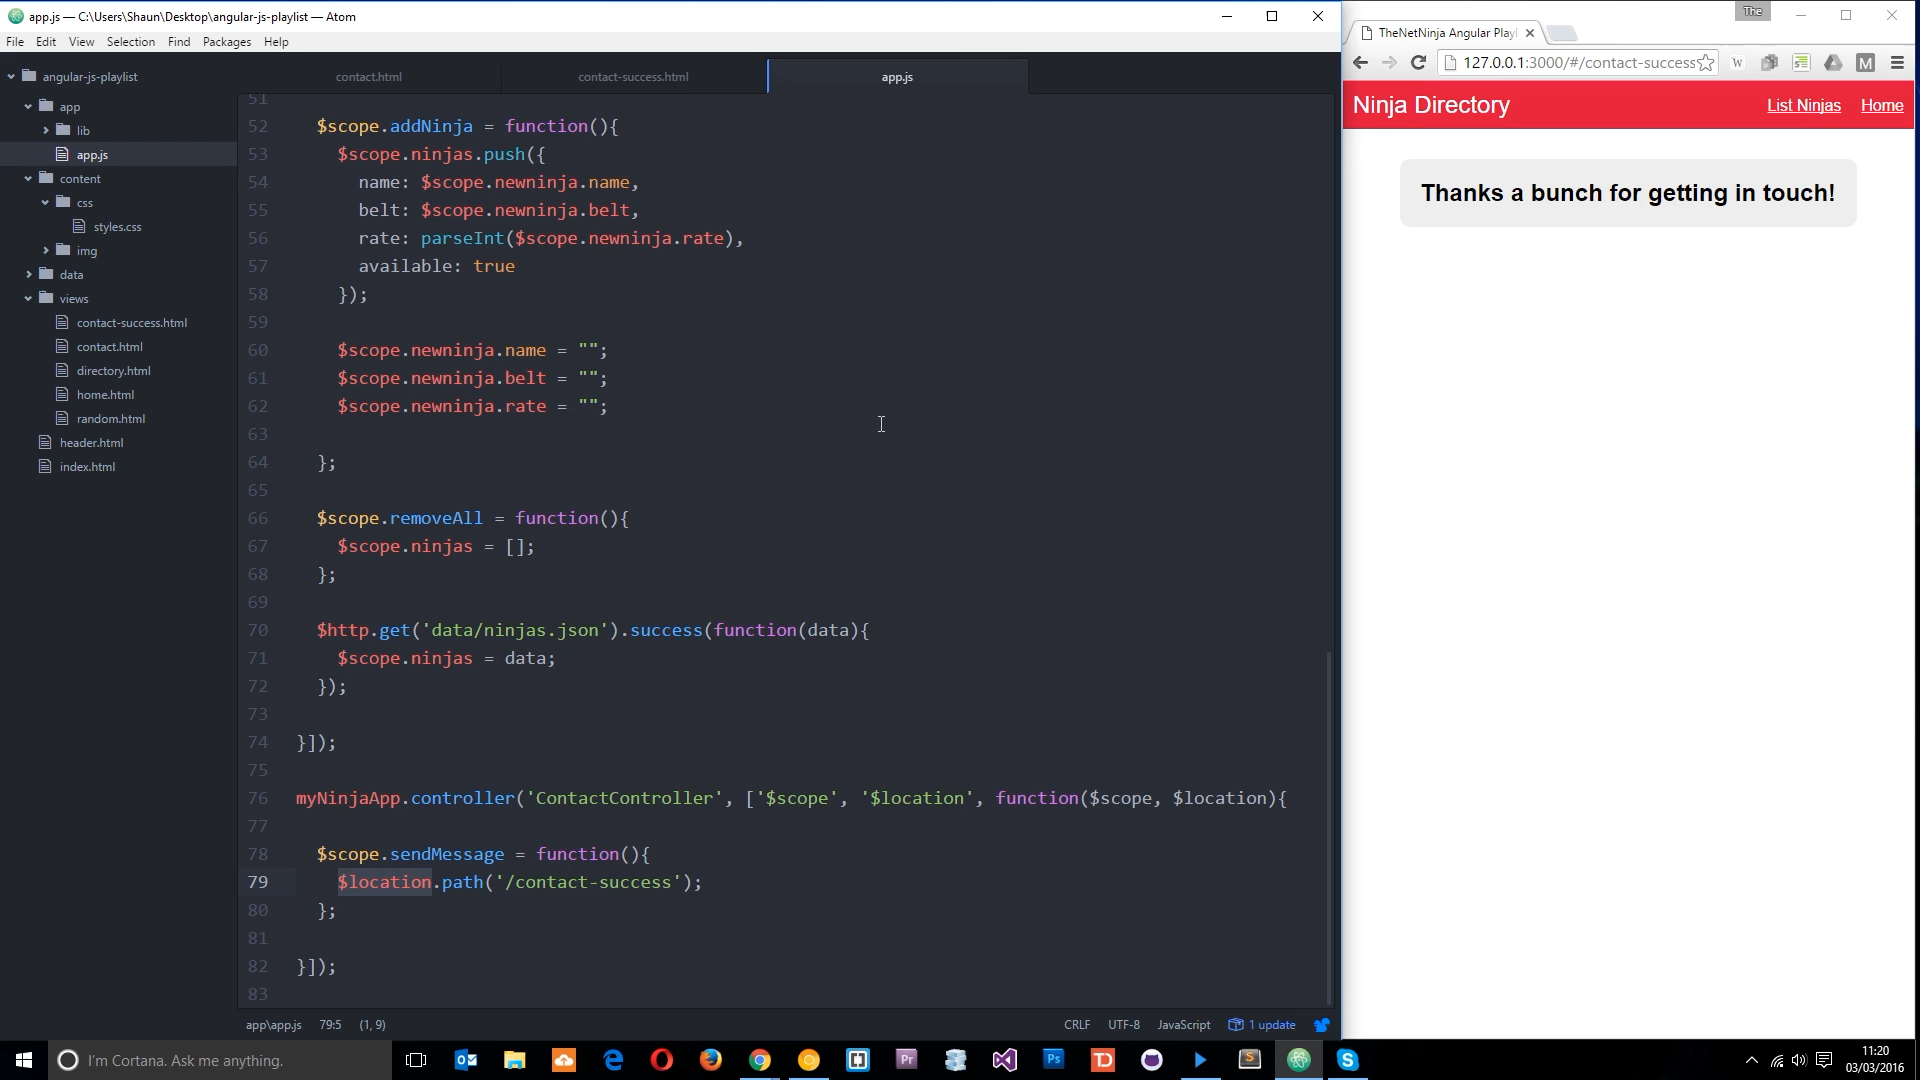 app.js — C:\Users\Shaun\Desktop\angular-js-playlist — Atom
File Edit View Selection Find Packages Help
angular-js-playlist
app
lib
app.js
content
css
styles.css
img
data
views
contact-success.html
contact.html
directory.html
home.html
random.html
header.html
index.html
contact.html contact-success.html app.js
51
52 $scope.addNinja = function(){
53 $scope.ninjas.push({
54 name: $scope.newninja.name,
55 belt: $scope.newninja.belt,
56 rate: parseInt($scope.newninja.rate),
57 available: true
58 });
59
60 $scope.newninja.name = "";
61 $scope.newninja.belt = "";
62 $scope.newninja.rate = "";
63
64 };
65
66 $scope.removeAll = function(){
67 $scope.ninjas = [];
68 };
69
70 $http.get('data/ninjas.json').success(function(data){
71 $scope.ninjas = data;
72 });
73
74 }]);
75
76 myNinjaApp.controller('ContactController', ['$scope', '$location', function($scope, $location){
77
78 $scope.sendMessage = function(){
79 $location.path('/contact-success');
80 };
81
82 }]);
83
app\app.js 79:5 (1, 9) CRLF UTF-8 JavaScript 1 update
The
TheNetNinja Angular Playl
127.0.0.1:3000/#/contact-success
Ninja Directory List Ninjas Home
Thanks a bunch for getting in touch!
I'm Cortana. Ask me anything.
11:20
03/03/2016